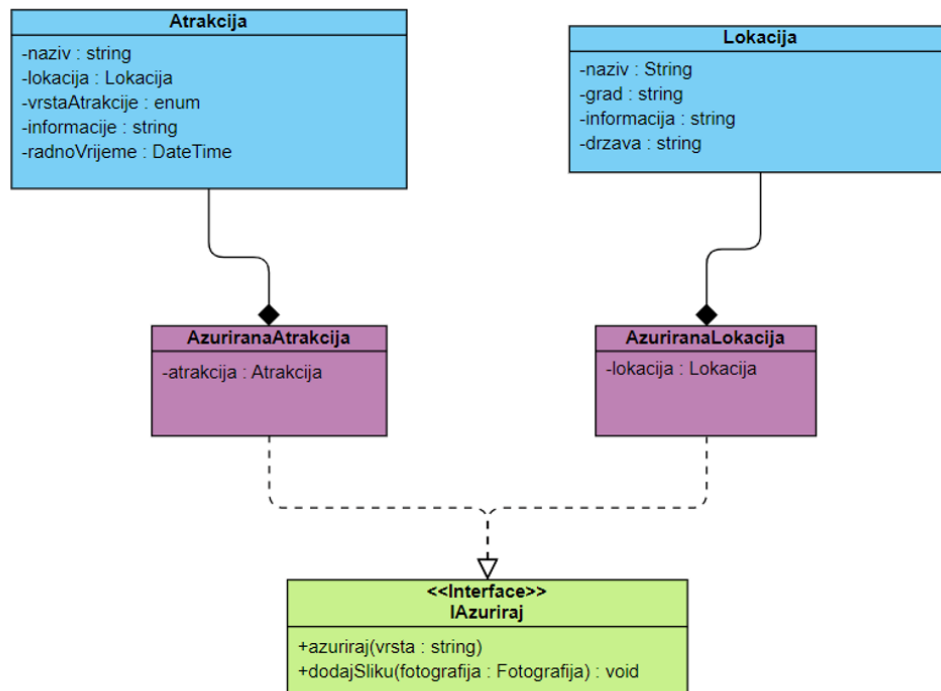 Atrakcija
-naziv : string
-lokacija : Lokacija
-vrstaAtrakcije : enum
-informacije : string
-radnoVrijeme : DateTime
Lokacija
-naziv : String
-grad : string
-informacija : string
-drzava : string
AzuriranaAtrakcija
-atrakcija : Atrakcija
AzuriranaLokacija
-lokacija : Lokacija
<<Interface>>
IAzuriraj
+azuriraj(vrsta : string)
+dodajSliku(fotografija : Fotografija) : void